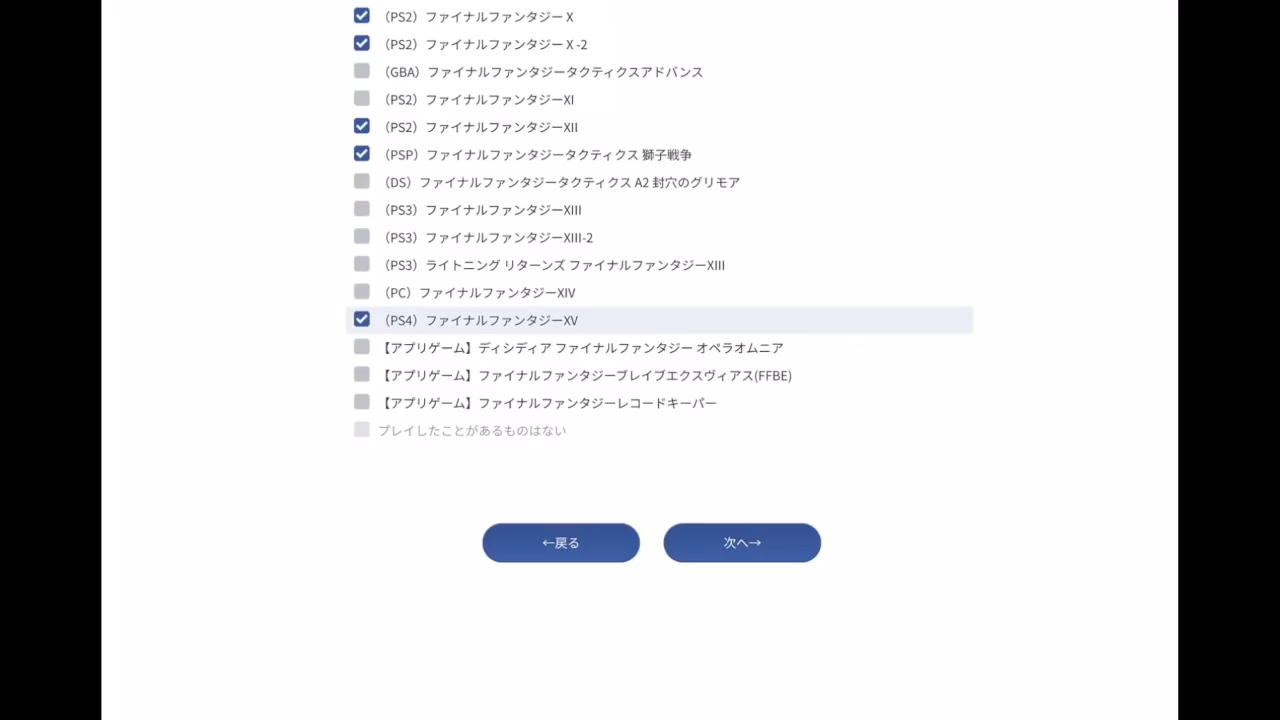 （PS2）ファイナルファンタジーＸ
（PS2）ファイナルファンタジーＸ-2
（GBA）ファイナルファンタジータクティクスアドバンス
（PS2）ファイナルファンタジーXI
（PS2）ファイナルファンタジーXII
（PSP）ファイナルファンタジータクティクス 獅子戦争
（DS）ファイナルファンタジータクティクス A2 封穴のグリモア
（PS3）ファイナルファンタジーXIII
（PS3）ファイナルファンタジーXIII-2
（PS3）ライトニング リターンズ ファイナルファンタジーXIII
（PC）ファイナルファンタジーXIV
（PS4）ファイナルファンタジーXV
【アプリゲーム】ディシディア ファイナルファンタジー オペラオムニア
【アプリゲーム】ファイナルファンタジーブレイブエクスヴィアス(FFBE)
【アプリゲーム】ファイナルファンタジーレコードキーパー
プレイしたことがあるものはない
←戻る
次へ→